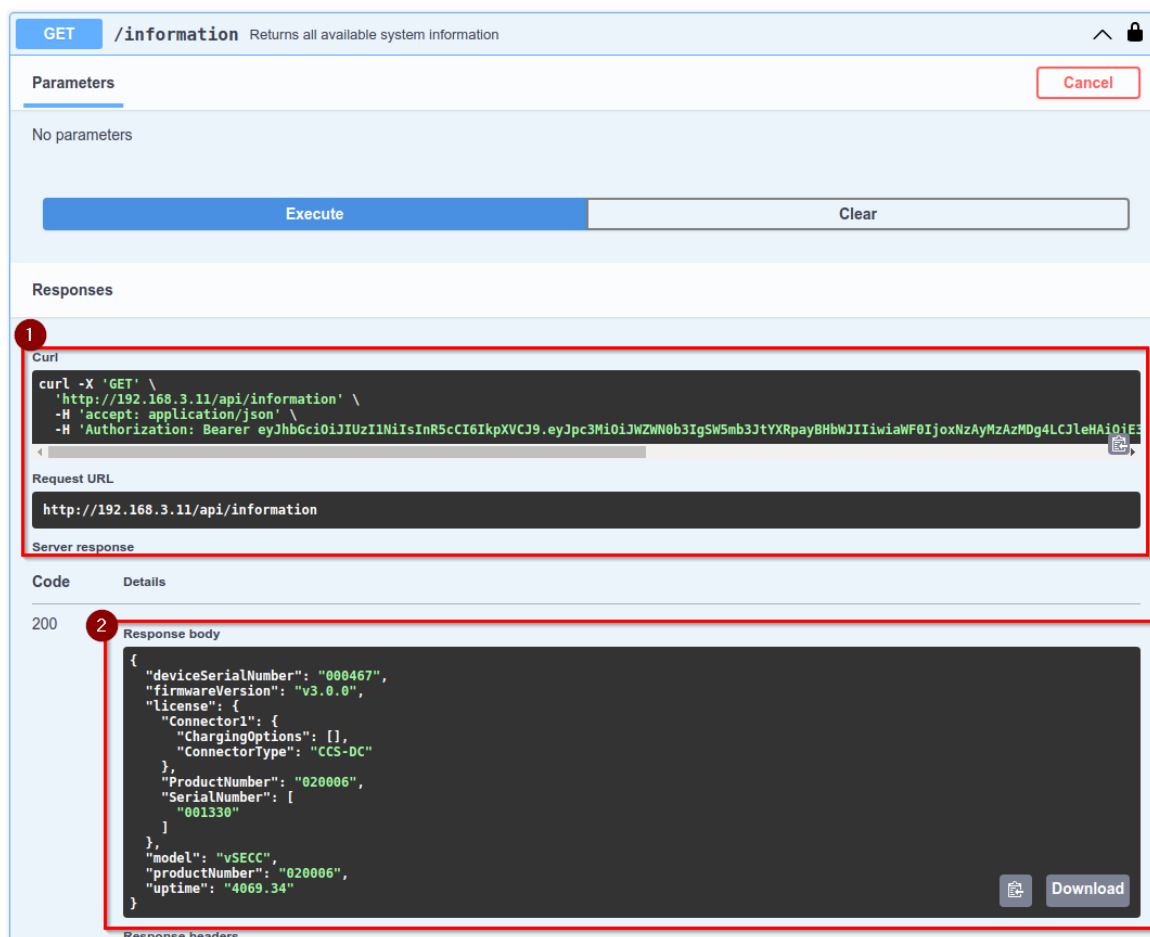 GET /information Returns all available system information
Parameters
Cancel
No parameters
Execute Clear
Responses
1
Curl
curl -X 'GET' \
'http://192.168.3.11/api/information' \
-H 'accept: application/json' \
-H 'Authorization: Bearer eyJhbGciOiJIUzI1NiIsInR5cCI6IkpXVCJ9.eyJpc3MiOiJWZWN0b3IgSW5mb3JtYXRpayBHbWJIIiwiaWF0IjoxNzAyMzAzMDg4LCJleHAiOjE3
Request URL
http://192.168.3.11/api/information
Server response
Code Details
200
2
Response body
{
"deviceSerialNumber": "000467",
"firmwareVersion": "v3.0.0",
"license": {
"Connector1": {
"ChargingOptions": [],
"ConnectorType": "CCS-DC"
},
"ProductNumber": "020006",
"SerialNumber": [
"001330"
]
},
"model": "vSECC",
"productNumber": "020006",
"uptime": "4069.34"
}
Download
Response headers